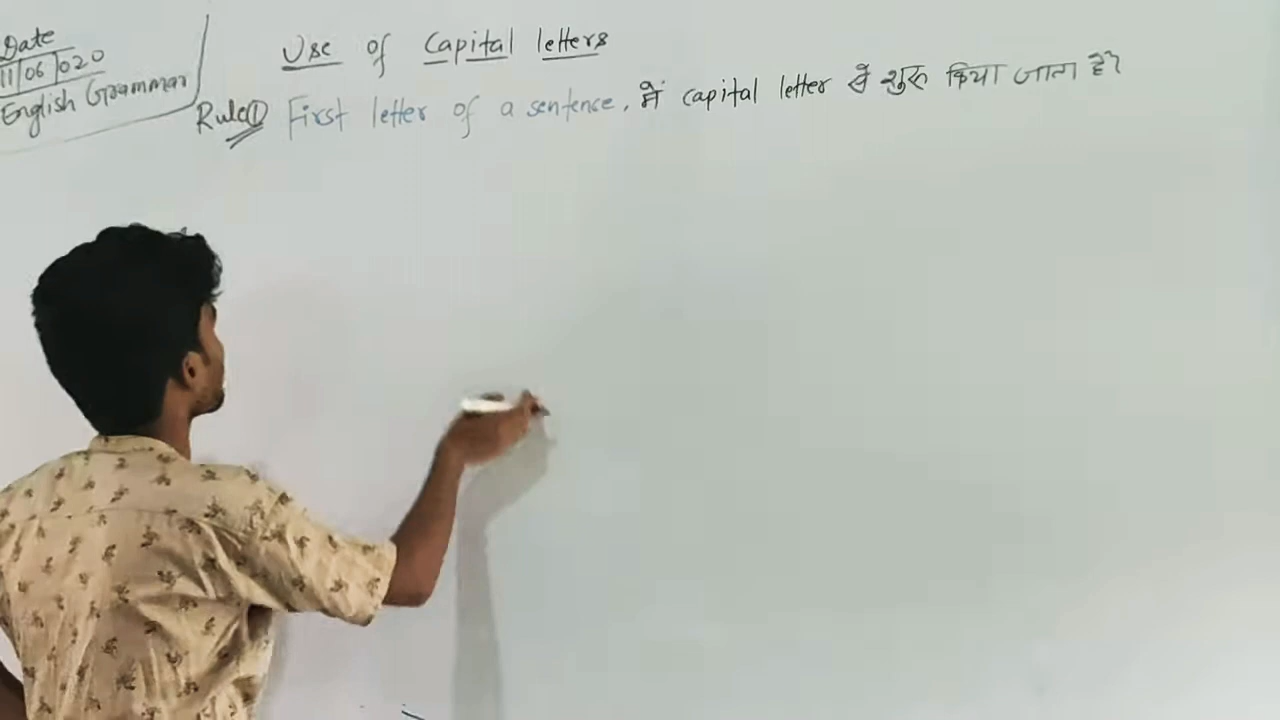 Date
11/06/020
English Grammar
Use of Capital letters
Rule① First letter of a sentence, में capital letter से शुरू किया जाता है?